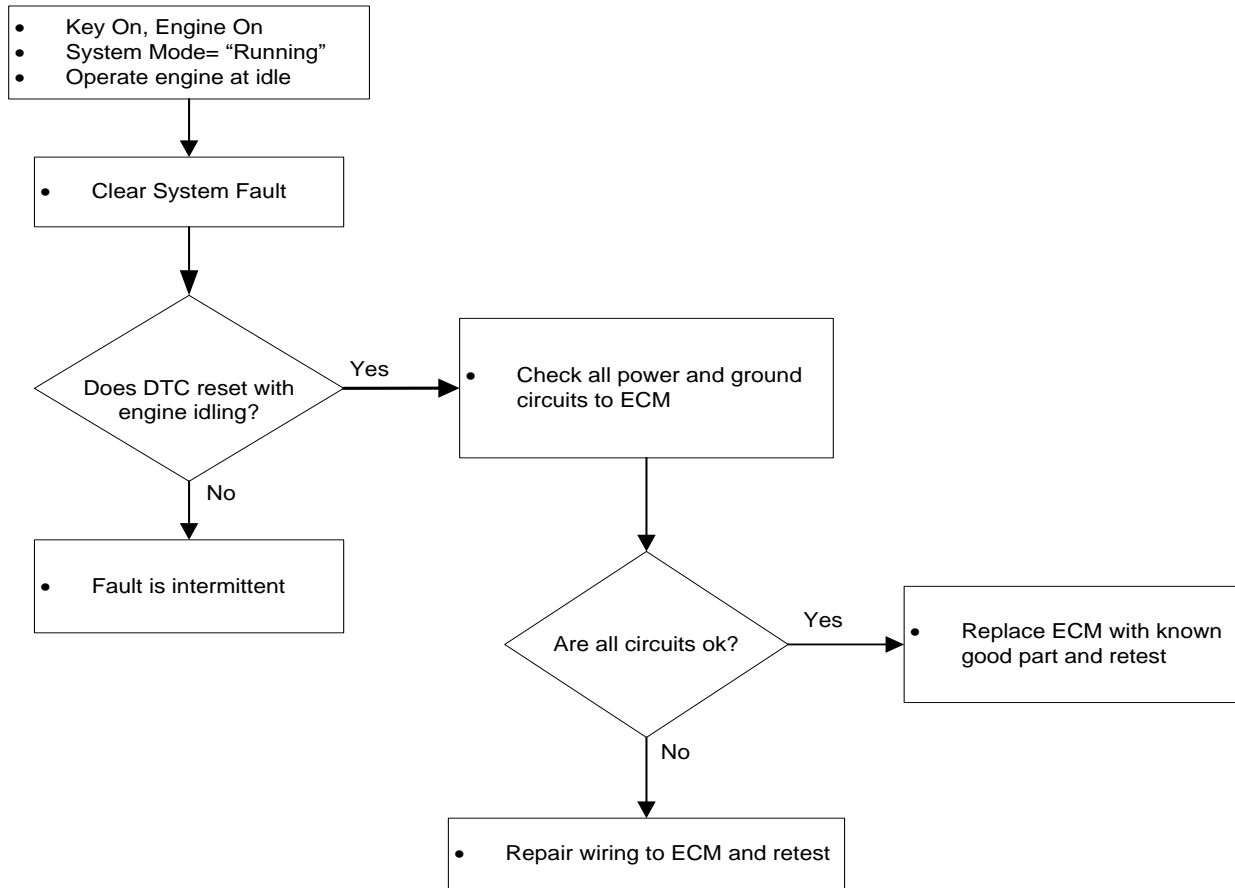 • Key On, Engine On
• System Mode= “Running”
• Operate engine at idle
• Clear System Fault
Does DTC reset with
engine idling?
Yes
• Check all power and ground
circuits to ECM
No
• Fault is intermittent
Are all circuits ok?
Yes
• Replace ECM with known
good part and retest
No
• Repair wiring to ECM and retest